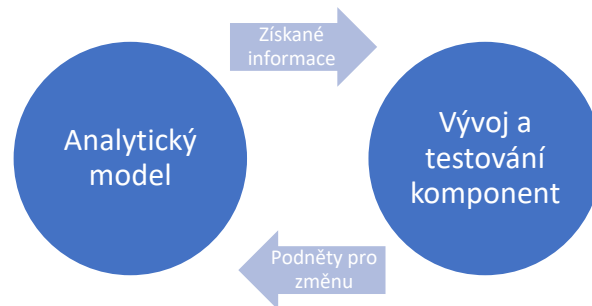 Získané
informace
Analytický
model
Vývoj a
testování
komponent
Podněty pro
změnu